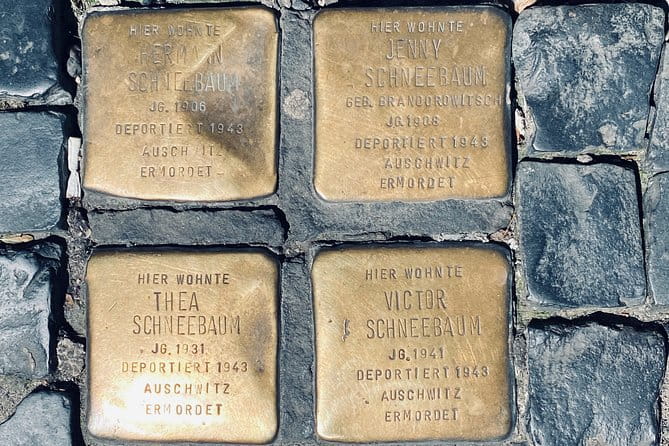 HIER WOHNTE
HERMANN
SCHNEEBAUM
JG. 1906
DEPORTIERT 1943
AUSCHWITZ
ERMORDET
HIER WOHNTE
JENNY
SCHNEEBAUM
GEB. BRANDOROWITSCH
JG. 1908
DEPORTIERT 1943
AUSCHWITZ
ERMORDET
HIER WOHNTE
THEA
SCHNEEBAUM
JG. 1931
DEPORTIERT 1943
AUSCHWITZ
ERMORDET
HIER WOHNTE
VICTOR
SCHNEEBAUM
JG. 1941
DEPORTIERT 1943
AUSCHWITZ
ERMORDET